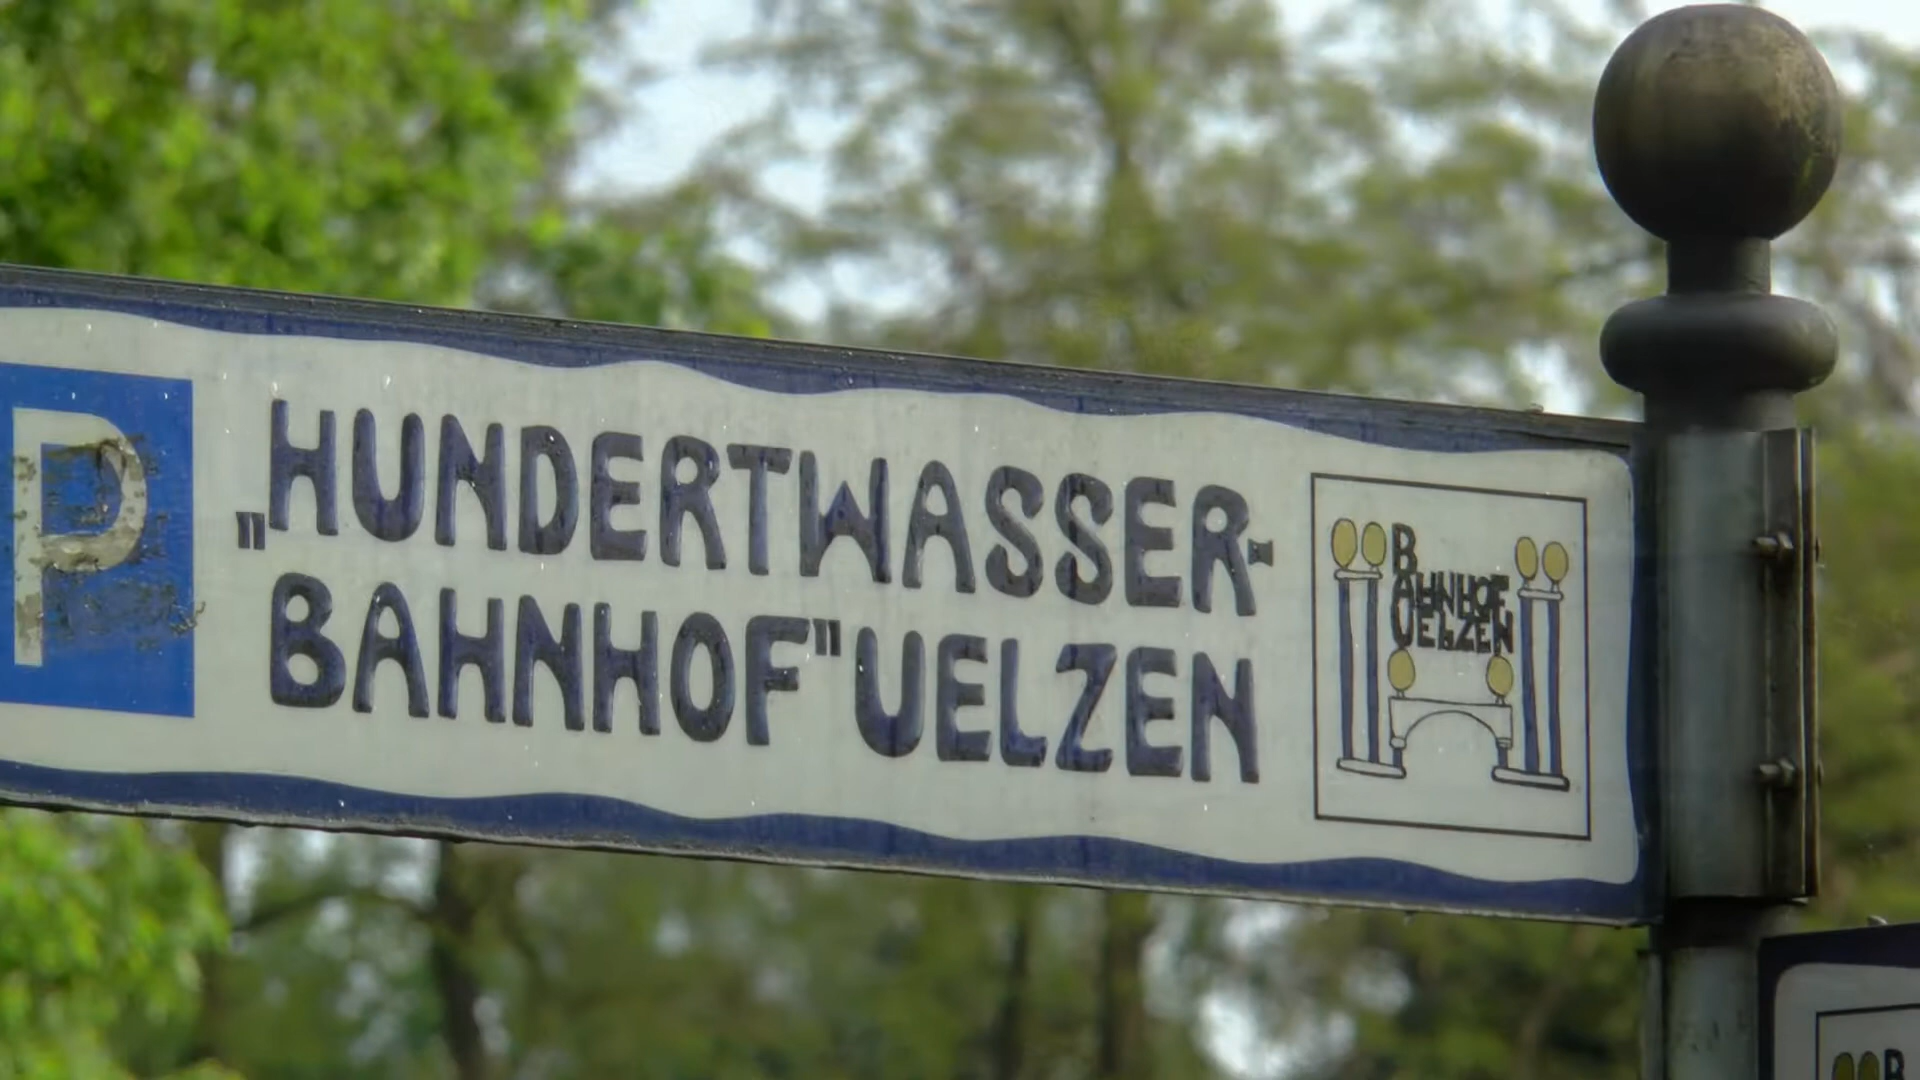 P
"HUNDERTWASSER-
BAHNHOF" UELZEN
BAHNHOF
UELZEN
B